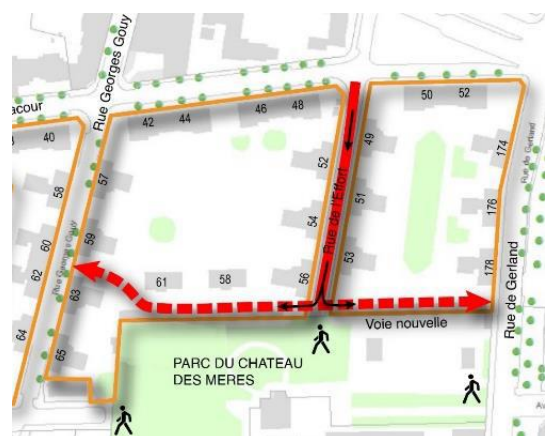 acour
Rue Georges Gouy
40
42
44
46
48
50
52
49
174
58
57
52
51
176
60
59
54
Rue de l'Effort
53
Rue de Gerland
62
Rue Georges Gouy
63
61
58
56
178
Rue de Gerland
64
65
Voie nouvelle
PARC DU CHATEAU
DES MERES
Av